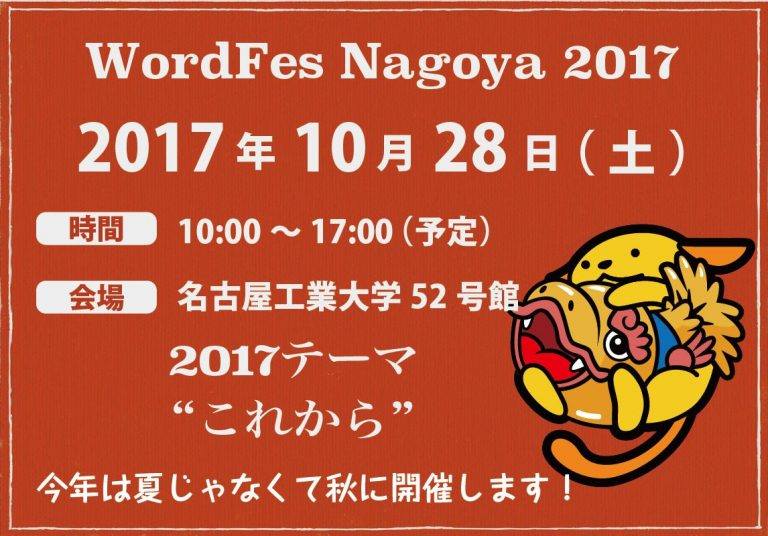 WordFes Nagoya 2017
2017年10月28日(土)
時間 10:00 〜 17:00(予定)
会場 名古屋工業大学 52 号館
2017テーマ
“これから”
今年は夏じゃなくて秋に開催します!